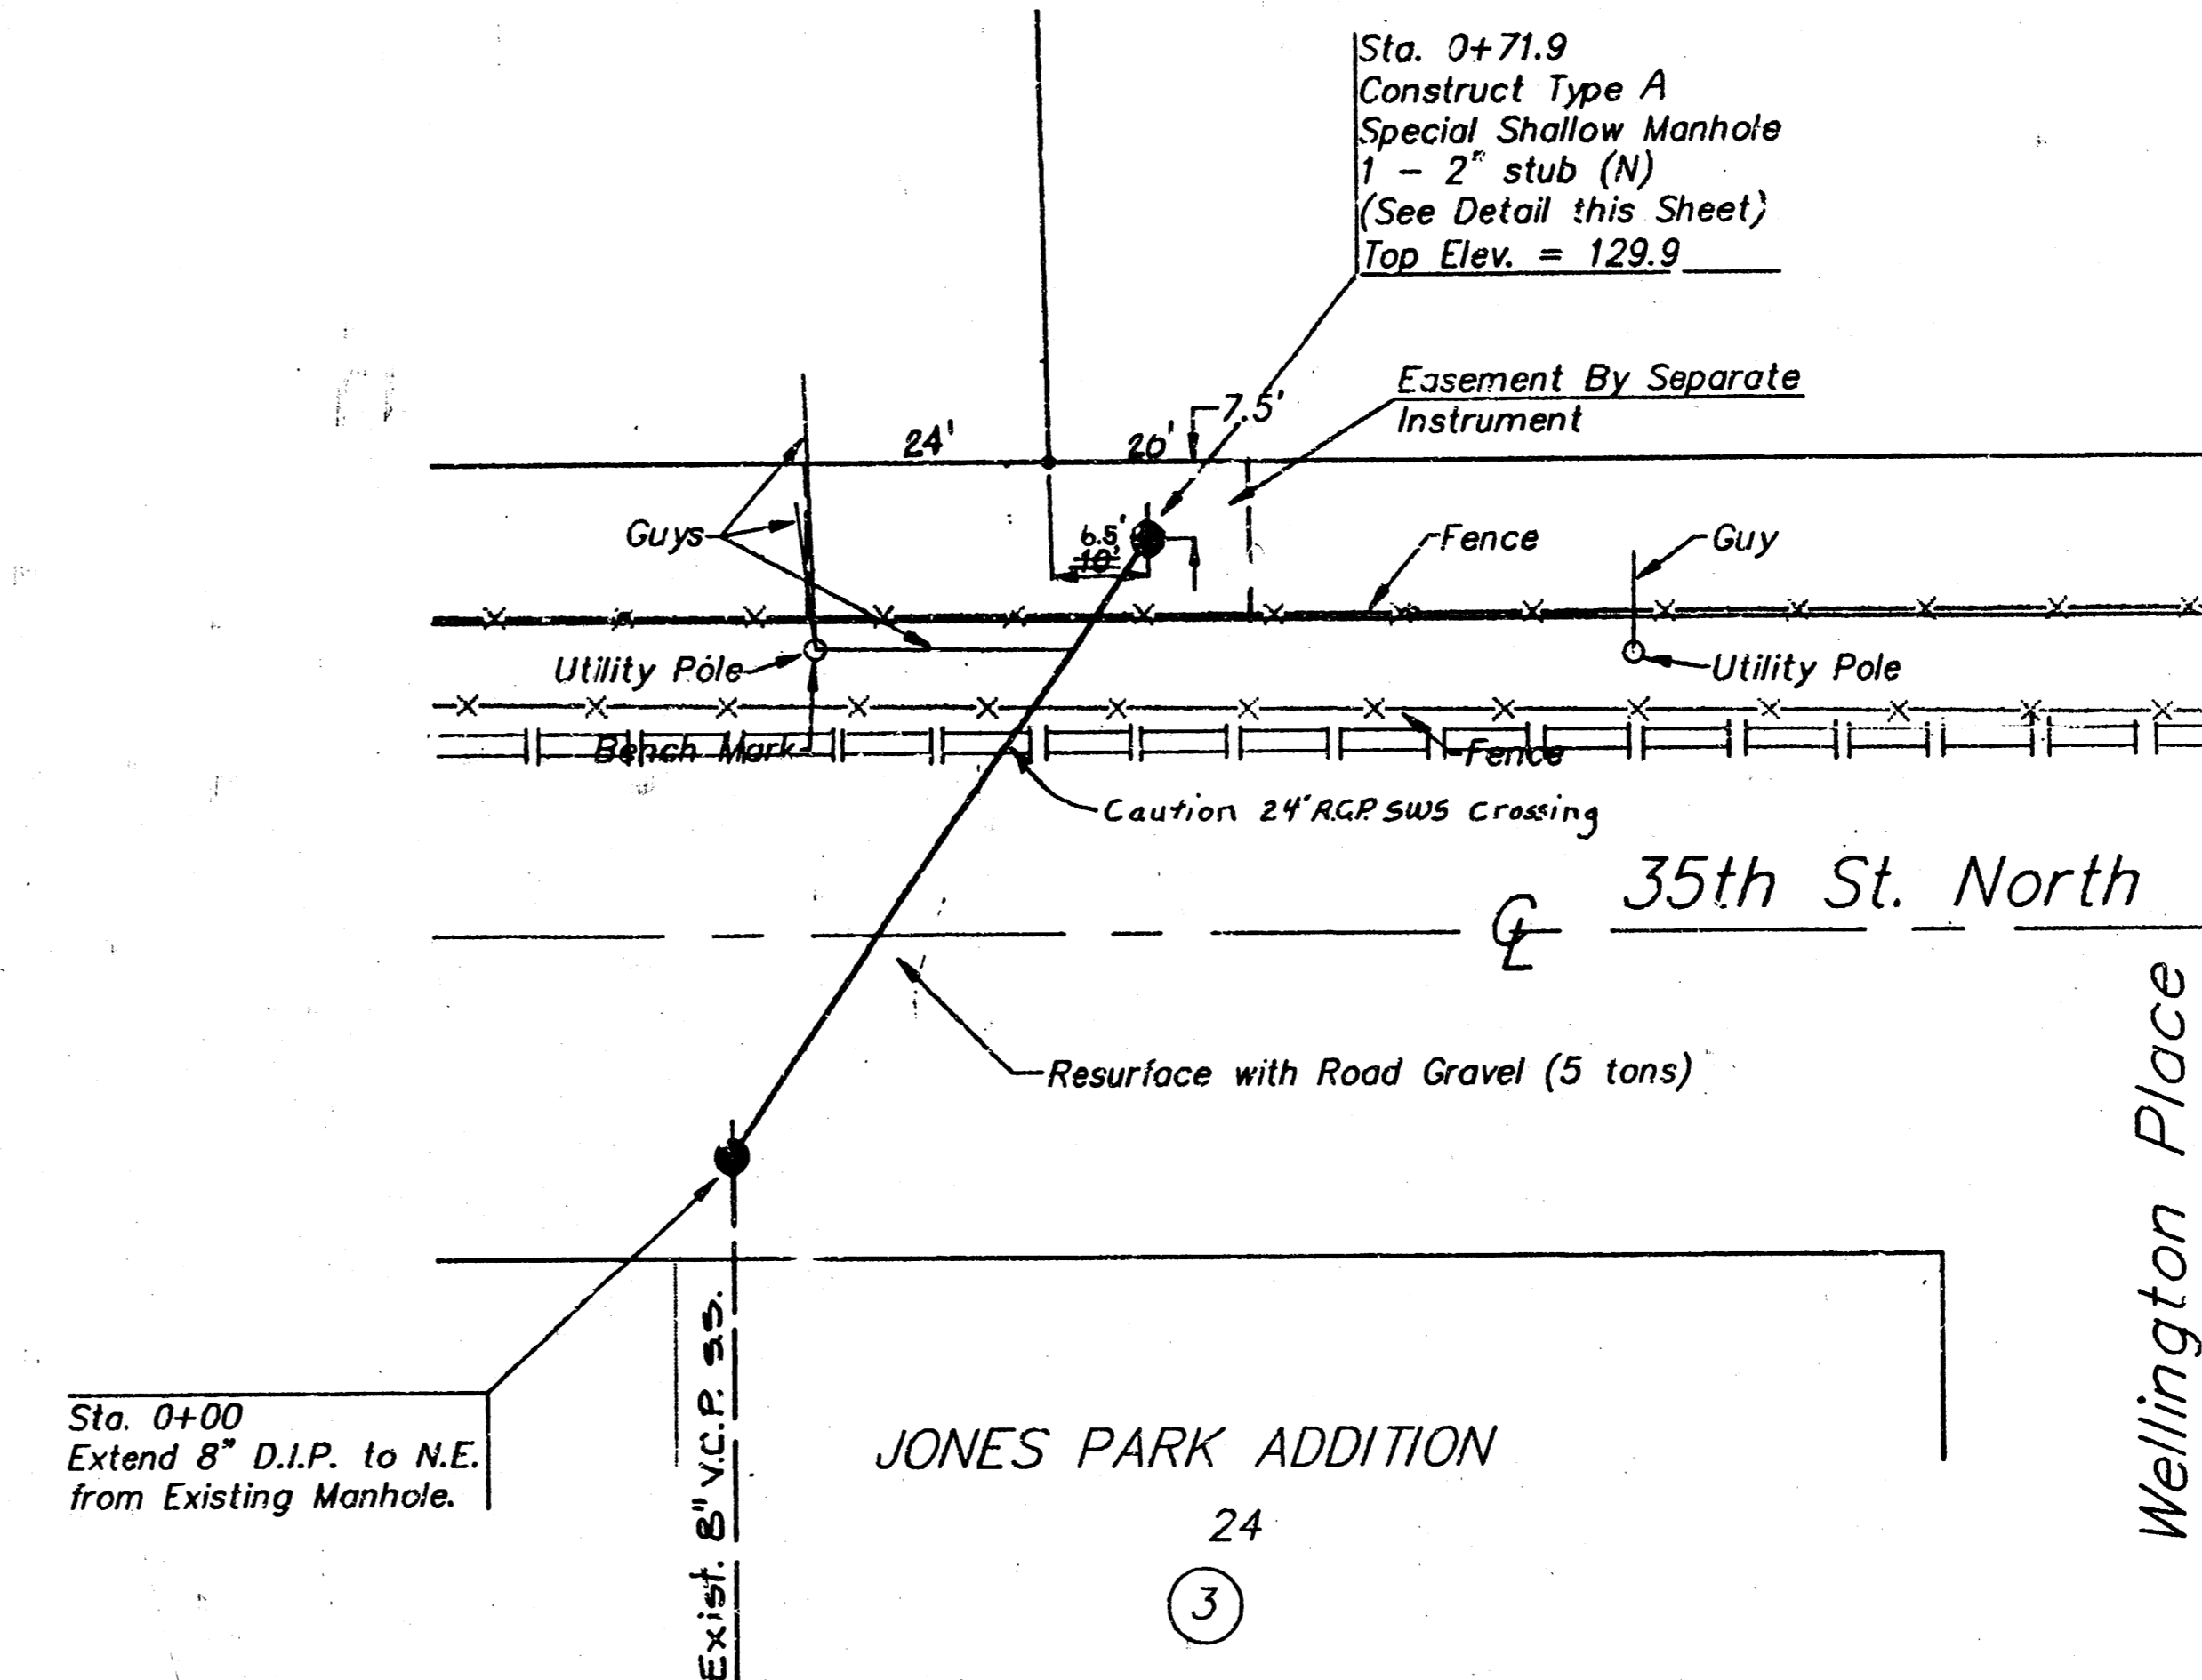 Sta. 0+71.9
Construct Type A
Special Shallow Manhole
1 - 2" stub (N)
(See Detail this Sheet)
Top Elev. = 129.9
7.5'
Easement By Separate
Instrument
24'
20'
Guys
6.5'
10'
Fence
Guy
Utility Pole
Utility Pole
Bench Mark
Fence
Caution 24" R.C.P. SWS Crossing
35th St. North
Resurface with Road Gravel (5 tons)
Wellington Place
Sta. 0+00
Extend 8" D.I.P. to N.E.
from Existing Manhole.
Exist. 8" V.C.P. S.S.
JONES PARK ADDITION
24
3